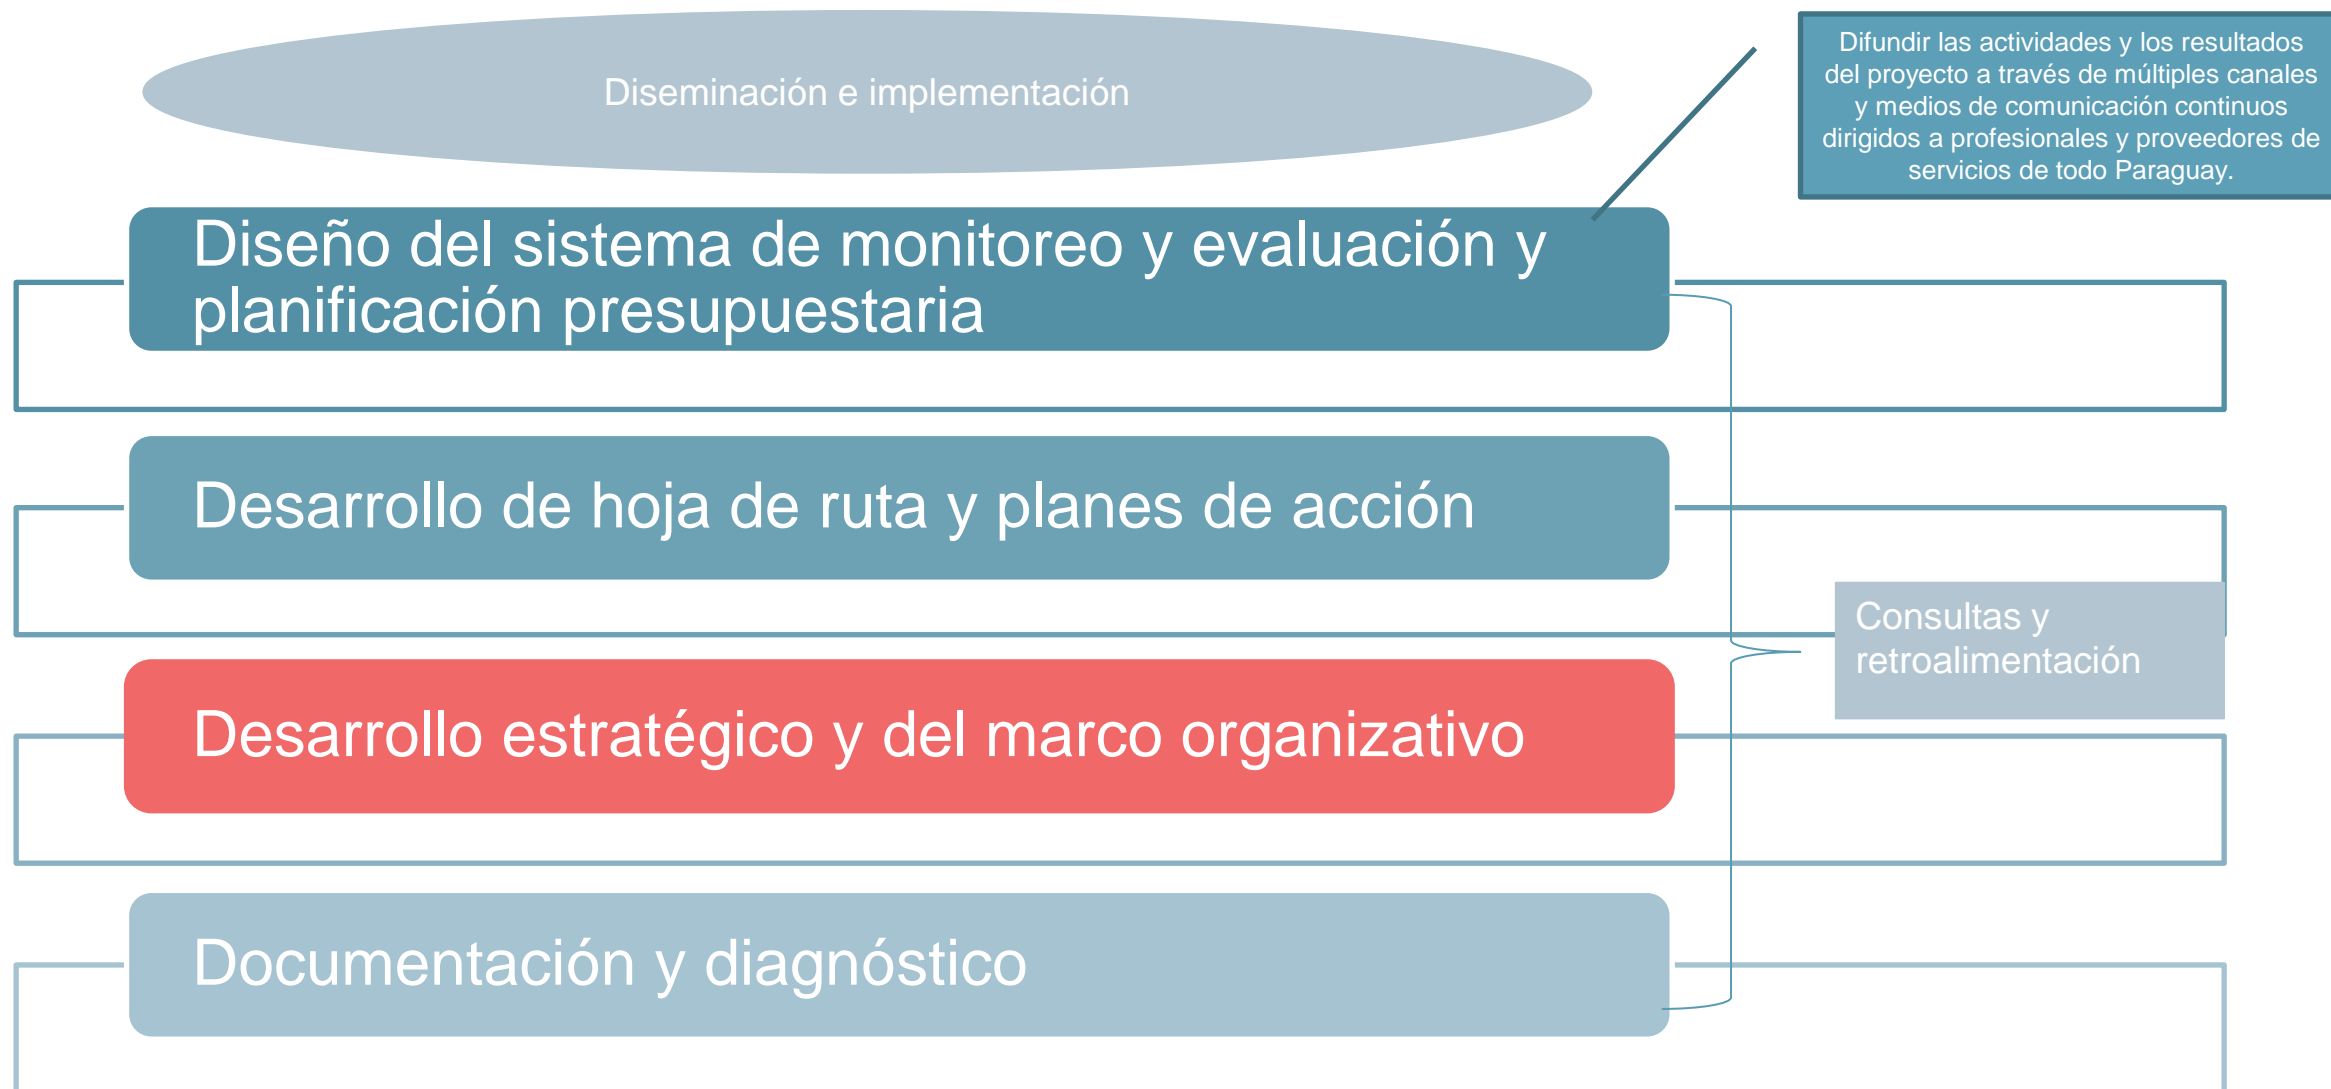 Diseminación e implementación
Difundir las actividades y los resultados
del proyecto a través de múltiples canales
y medios de comunicación continuos
dirigidos a profesionales y proveedores de
servicios de todo Paraguay.
Diseño del sistema de monitoreo y evaluación y
planificación presupuestaria
Desarrollo de hoja de ruta y planes de acción
Consultas y
retroalimentación
Desarrollo estratégico y del marco organizativo
Documentación y diagnóstico